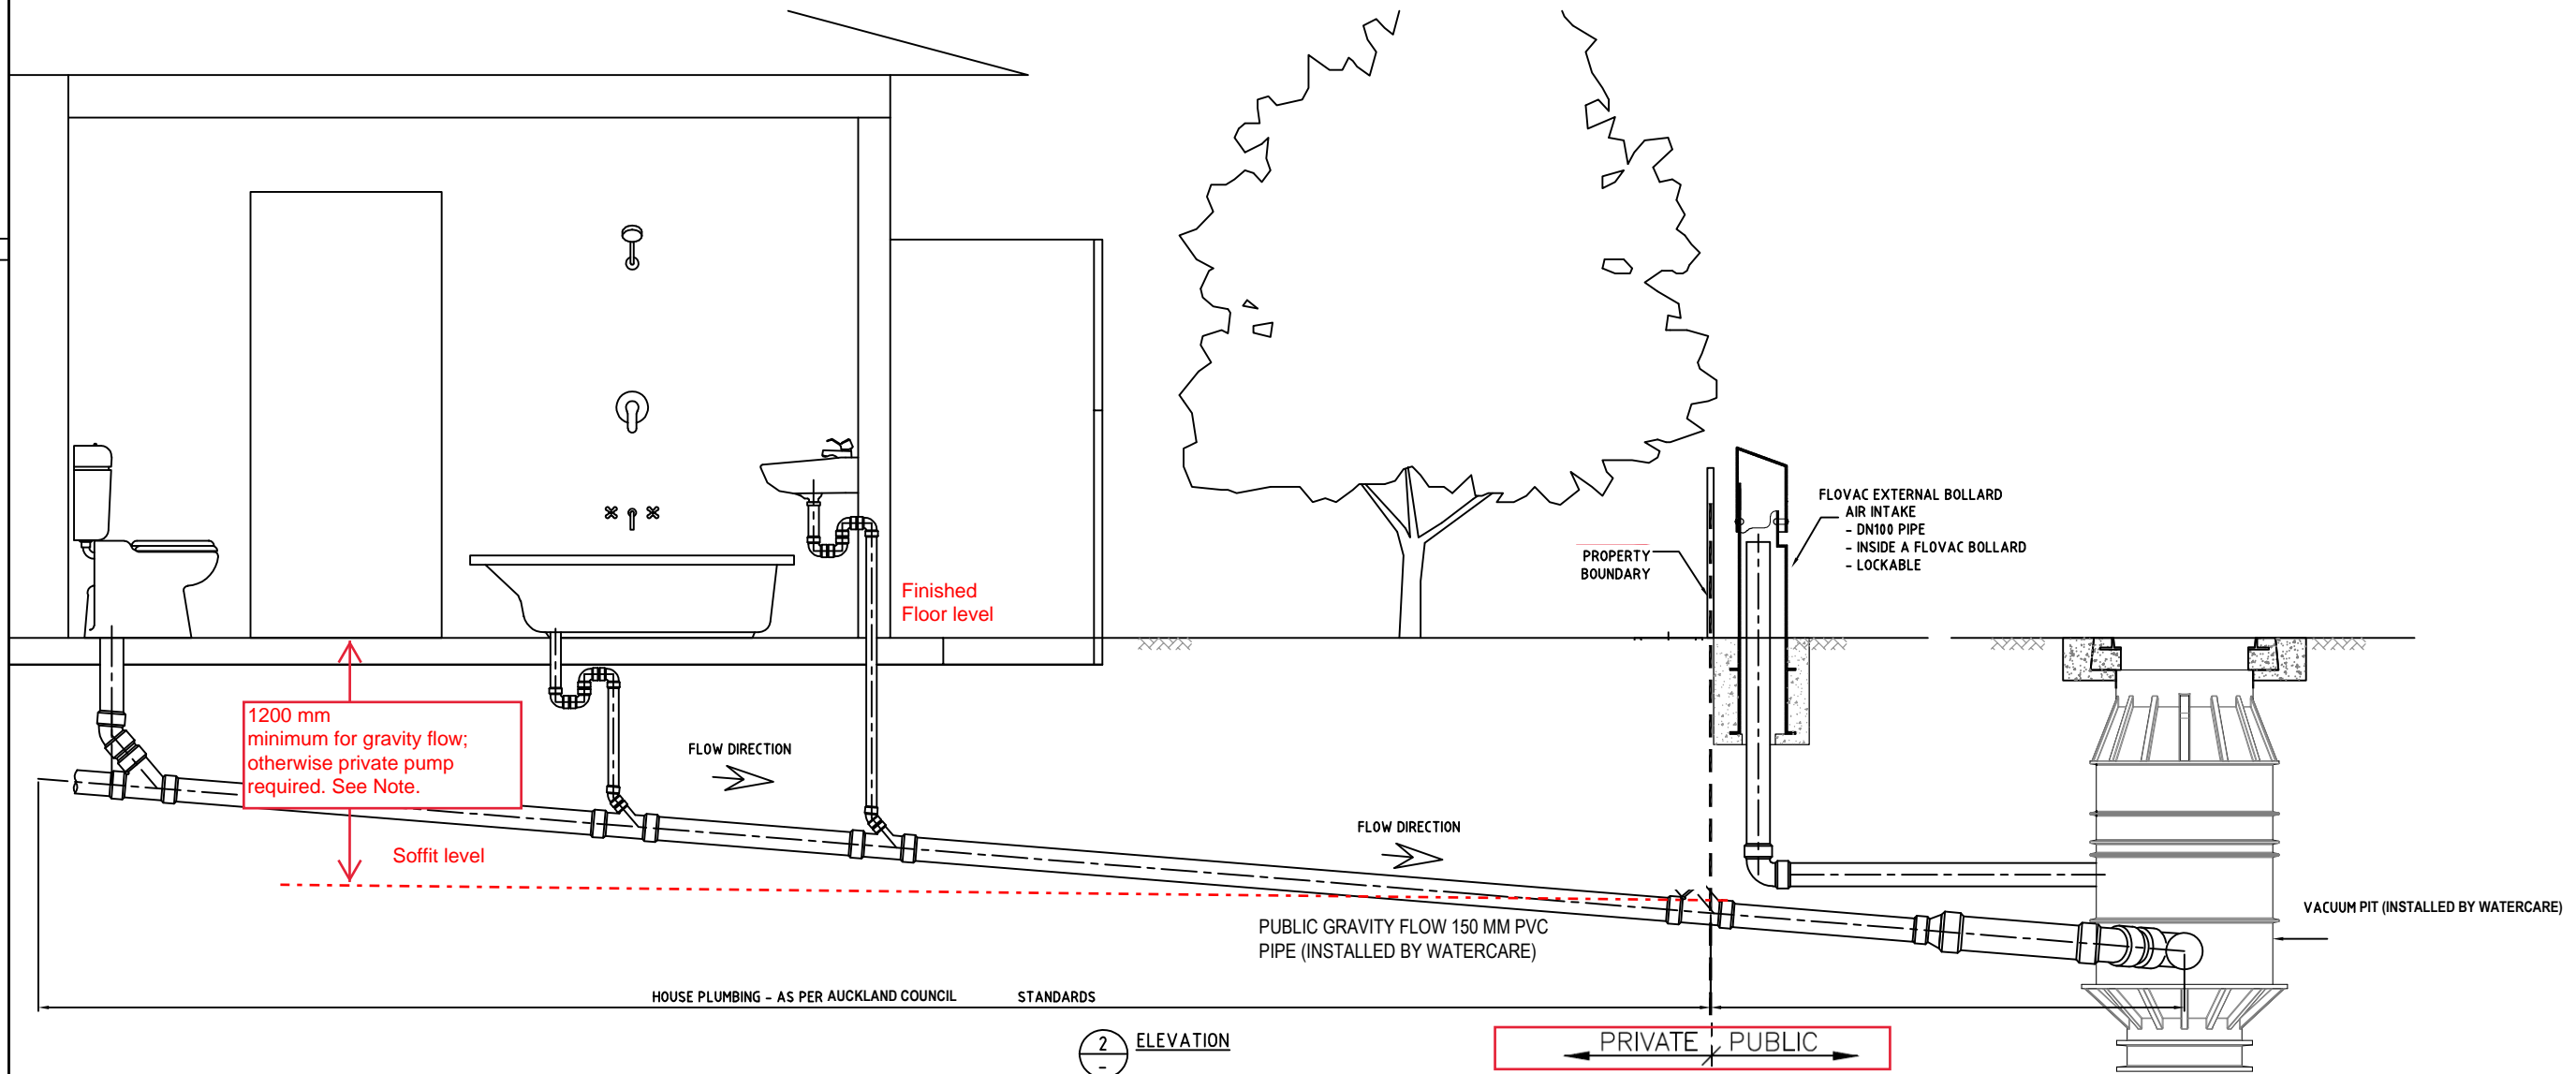 FLOVAC EXTERNAL BOLLARD
AIR INTAKE
- DN100 PIPE
- INSIDE A FLOVAC BOLLARD
- LOCKABLE
PROPERTY
BOUNDARY
Finished
Floor level
1200 mm
minimum for gravity flow;
otherwise private pump
required. See Note.
FLOW DIRECTION
FLOW DIRECTION
Soffit level
PUBLIC GRAVITY FLOW 150 MM PVC
PIPE (INSTALLED BY WATERCARE)
VACUUM PIT (INSTALLED BY WATERCARE)
HOUSE PLUMBING - AS PER AUCKLAND COUNCIL STANDARDS
2 ELEVATION
-
PRIVATE PUBLIC